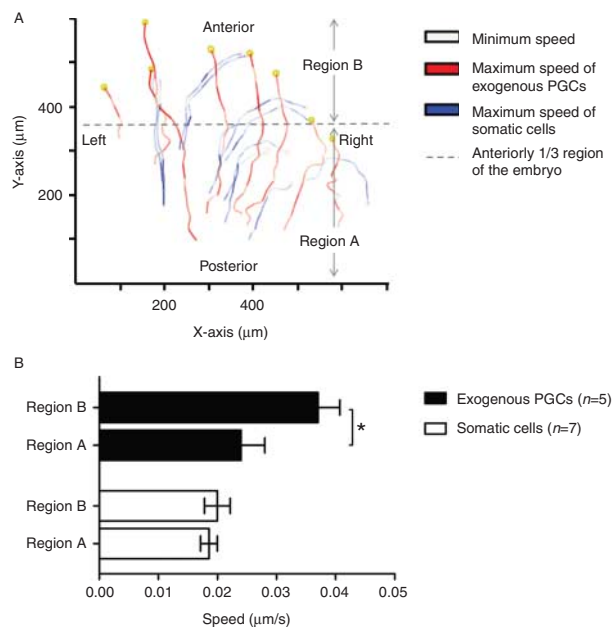 A
Anterior
Region B
Left
Right
Region A
Posterior
400
200
Y-axis (μm)
200
400
X-axis (μm)
Minimum speed
Maximum speed of
exogenous PGCs
Maximum speed of
somatic cells
Anteriorly 1/3 region
of the embryo
B
Region B
Region A
Region B
Region A
*
0.00 0.01 0.02 0.03 0.04 0.05
Speed (μm/s)
Exogenous PGCs (n=5)
Somatic cells (n=7)